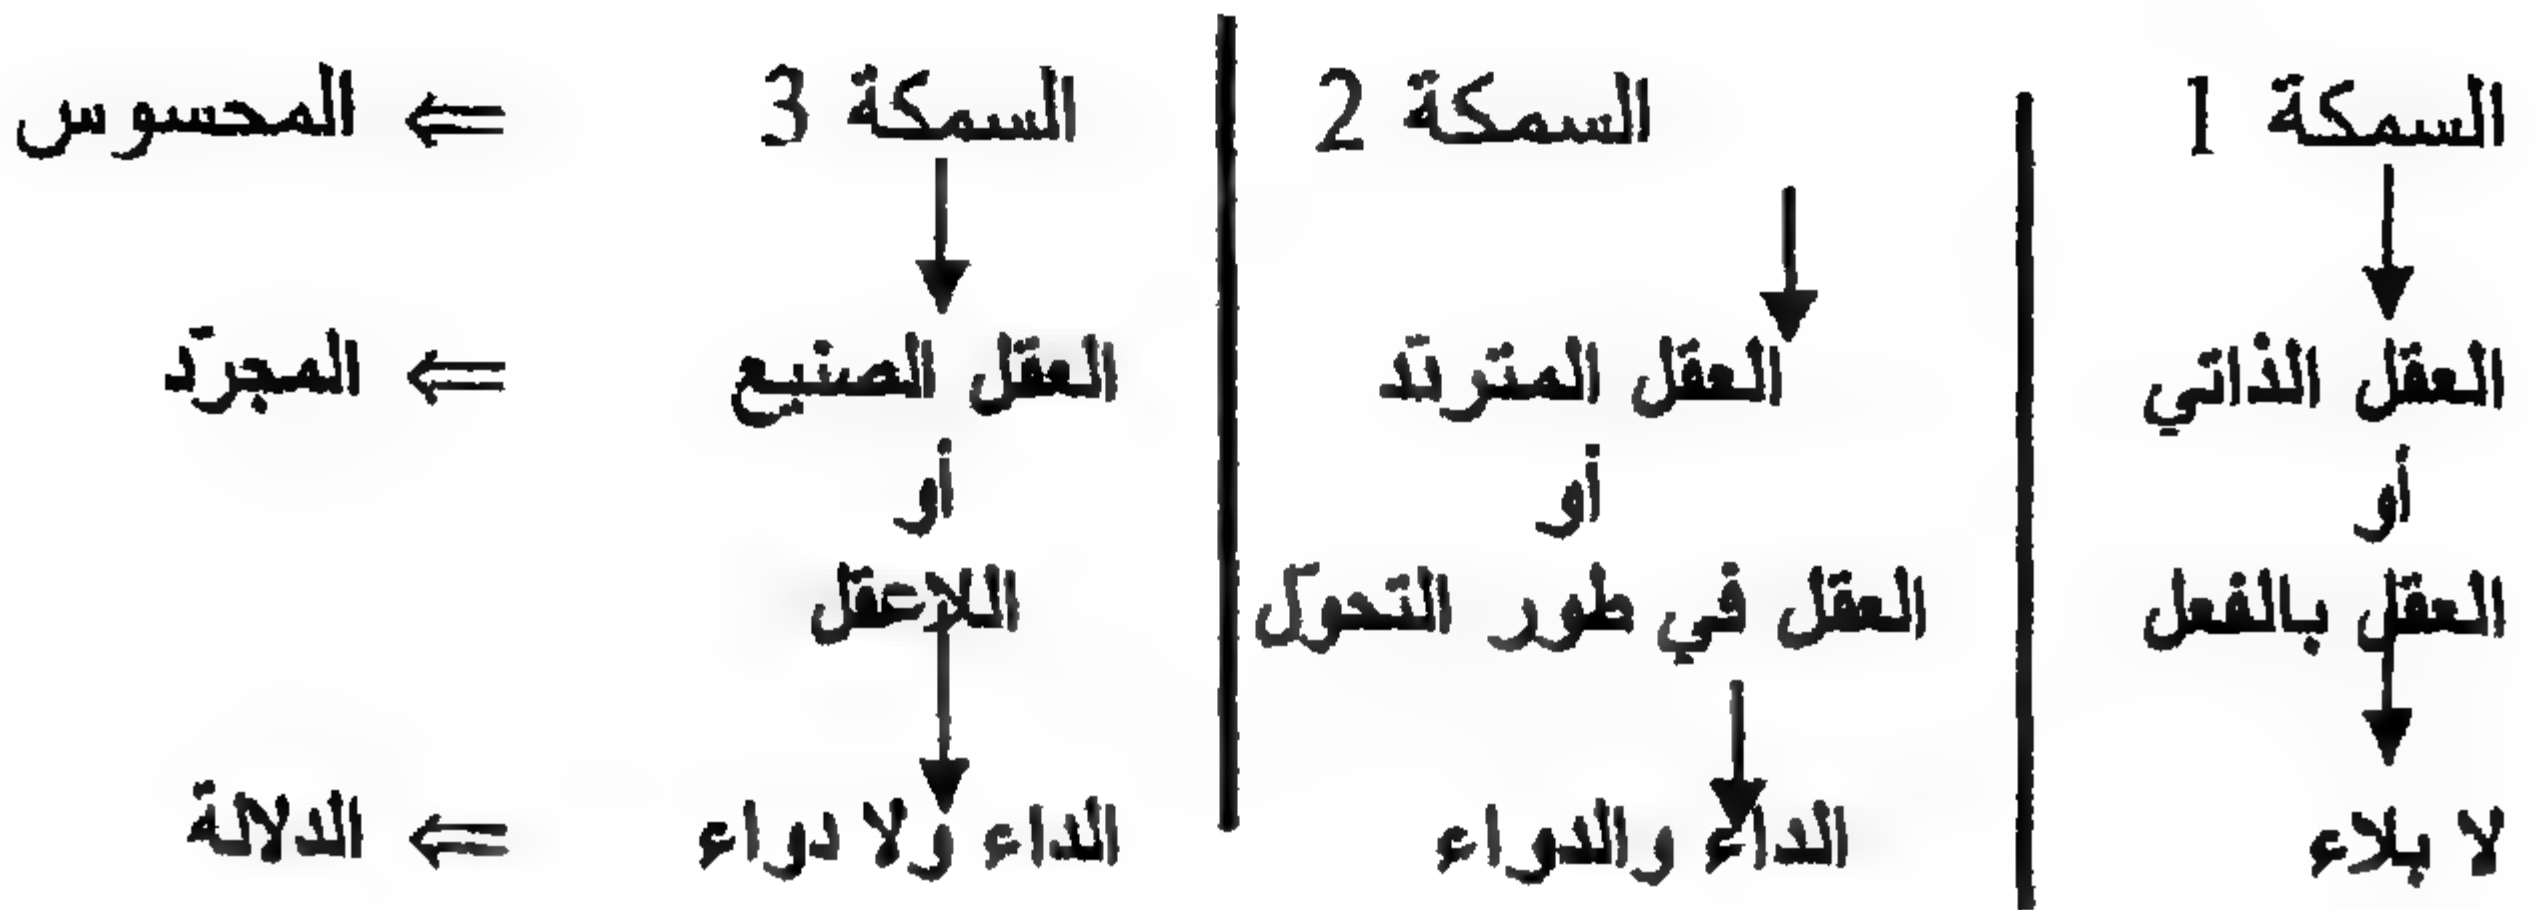 السمكة 1 السمكة 2 السمكة 3 ⇐ المحسوس
العقل الذاتي العقل المتردّد العقل الصنيع ⇐ المجرّد
أو أو أو
العقل بالفعل العقل في طور التحوّل اللاعقل
لا بلاء الداء والدواء الداء ولا دواء ⇐ الدلالة